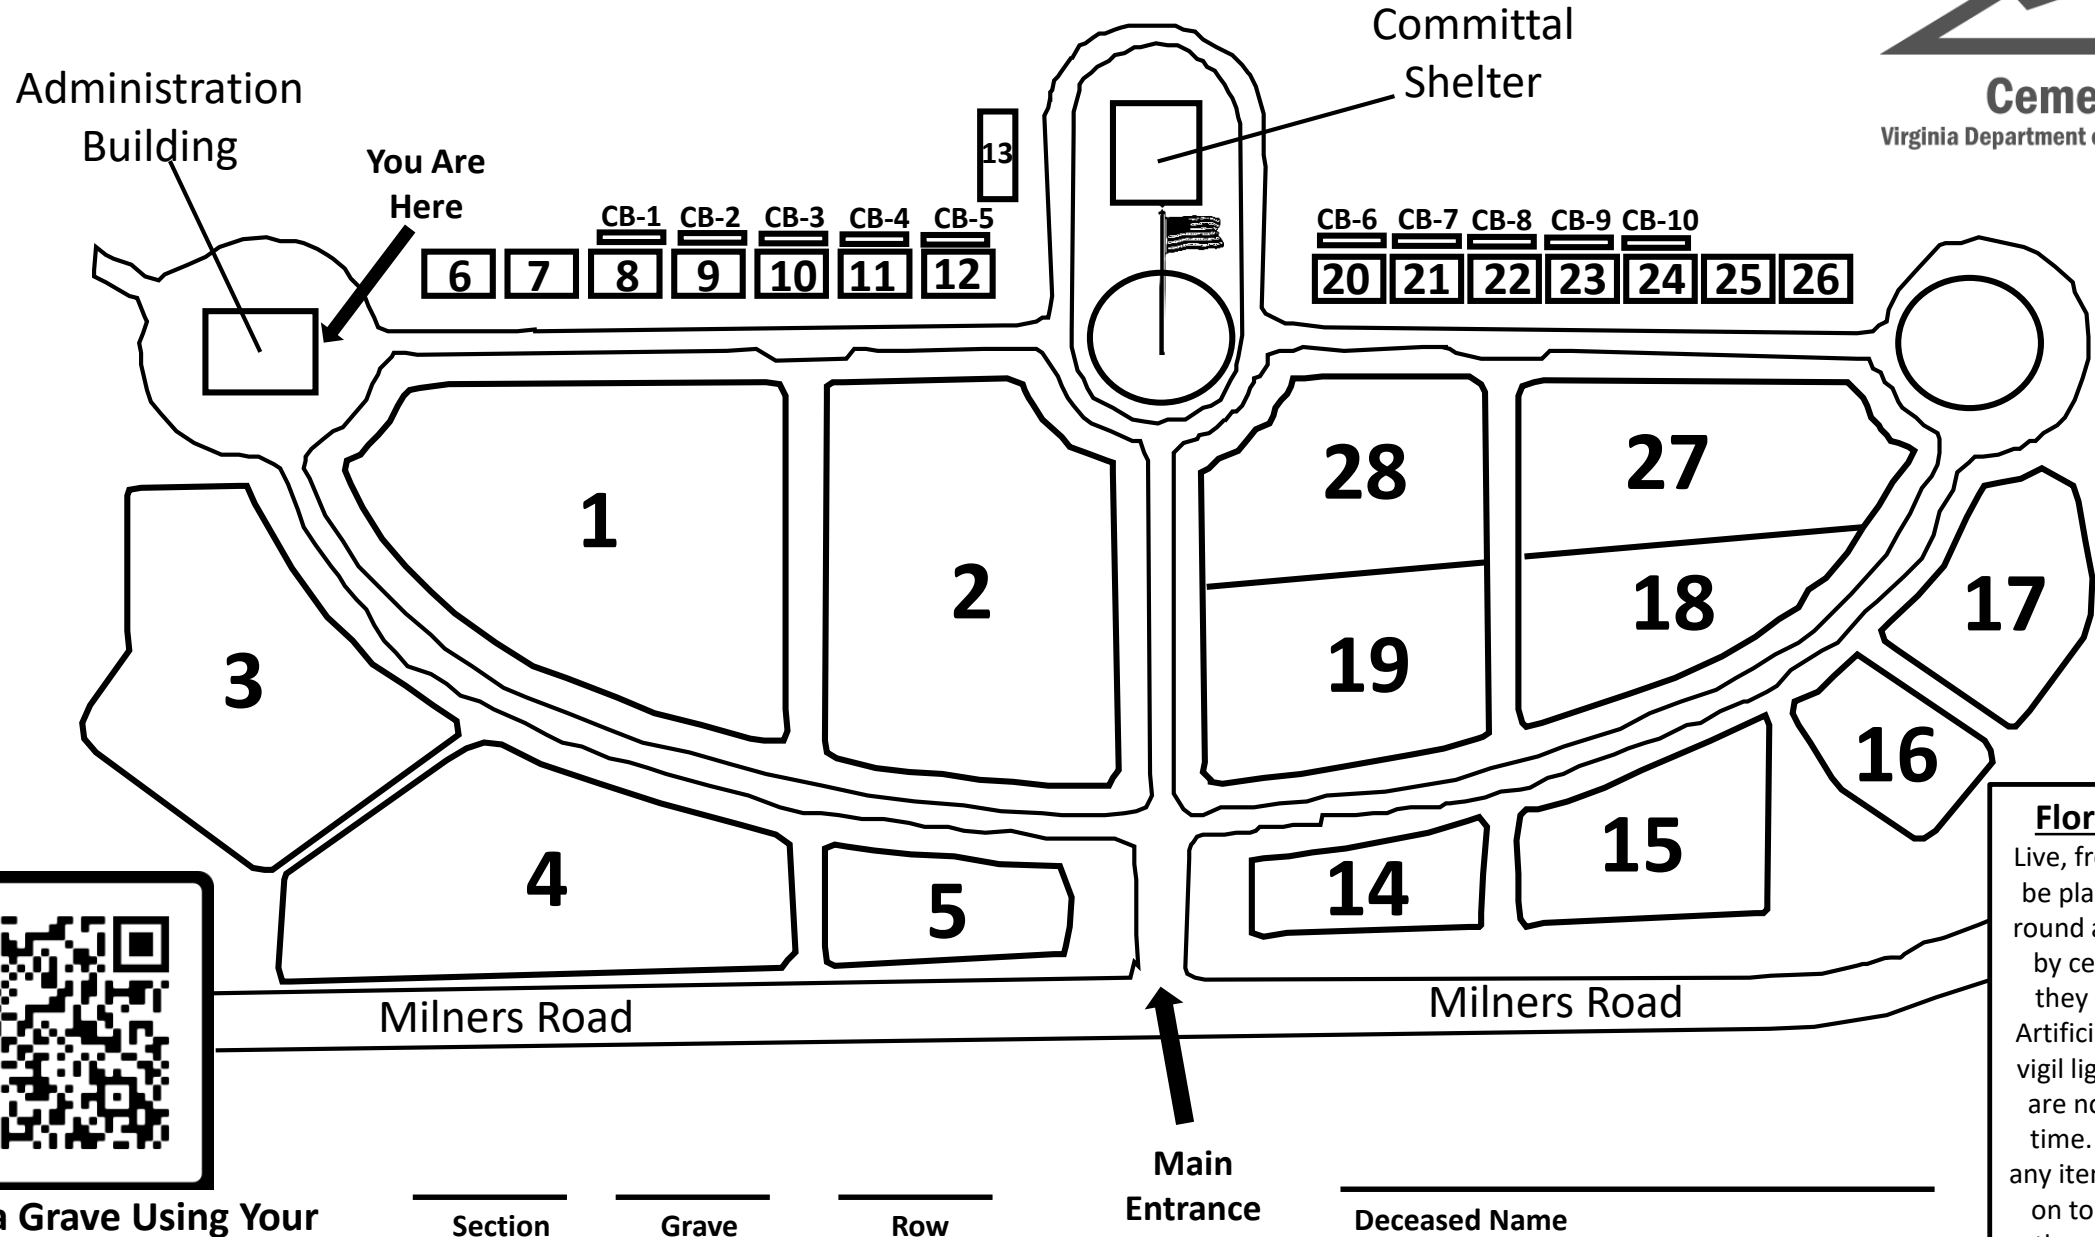 Committal
Shelter
Administration
Building
You Are
Here
Ceme
Virginia Department
13
CB-1 CB-2 CB-3 CB-4 CB-5
CB-6 CB-7 CB-8 CB-9 CB-10
6 7 8 9 10 11 12
20 21 22 23 24 25 26
1
2
28
27
3
19
18
17
16
4
5
14
15
Milners Road
Milners Road
Main
Entrance
Flor
Live, fr
be pla
round a
by ce
they
Artifici
vigil lig
are no
time.
any iter
on to
a Grave Using Your
Section
Grave
Row
Deceased Name